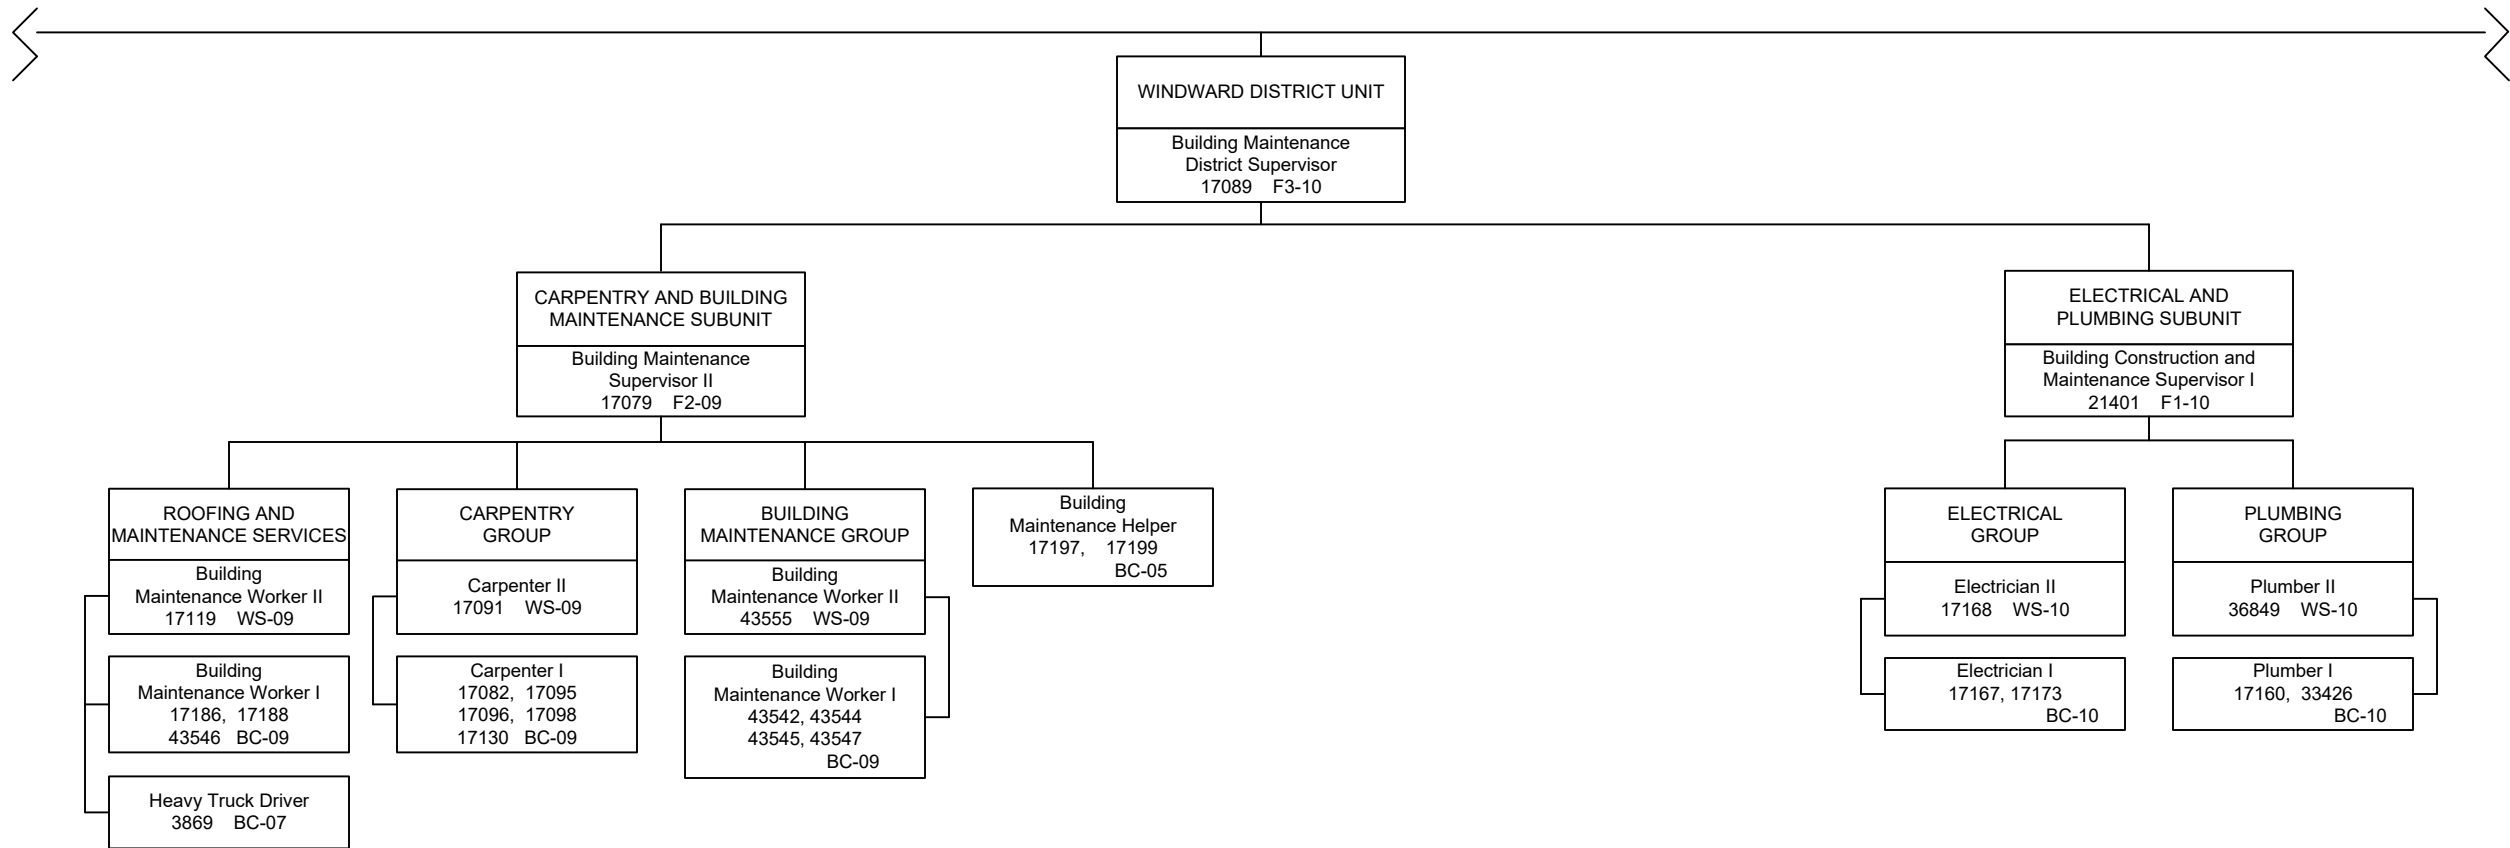 WINDWARD DISTRICT UNIT
Building Maintenance
District Supervisor
17089 F3-10
CARPENTRY AND BUILDING
MAINTENANCE SUBUNIT
Building Maintenance
Supervisor II
17079 F2-09
ELECTRICAL AND
PLUMBING SUBUNIT
Building Construction and
Maintenance Supervisor I
21401 F1-10
ROOFING AND
MAINTENANCE SERVICES
Building
Maintenance Worker II
17119 WS-09
Building
Maintenance Worker I
17186, 17188
43546 BC-09
Heavy Truck Driver
3869 BC-07
CARPENTRY
GROUP
Carpenter II
17091 WS-09
Carpenter I
17082, 17095
17096, 17098
17130 BC-09
BUILDING
MAINTENANCE GROUP
Building
Maintenance Worker II
43555 WS-09
Building
Maintenance Worker I
43542, 43544
43545, 43547
BC-09
Building
Maintenance Helper
17197, 17199
BC-05
ELECTRICAL
GROUP
Electrician II
17168 WS-10
Electrician I
17167, 17173
BC-10
PLUMBING
GROUP
Plumber II
36849 WS-10
Plumber I
17160, 33426
BC-10